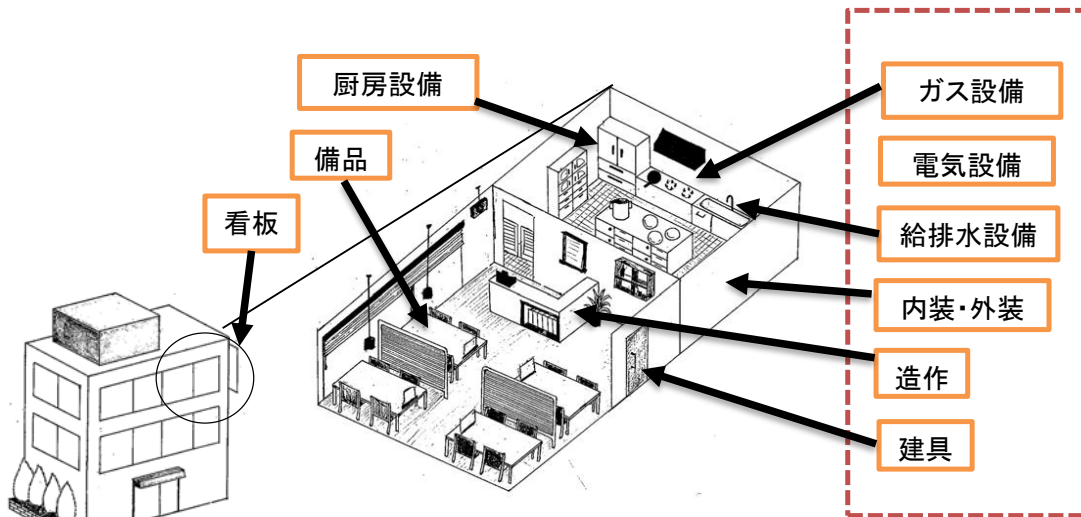 厨房設備
備品
看板
ガス設備
電気設備
給排水設備
内装・外装
造作
建具